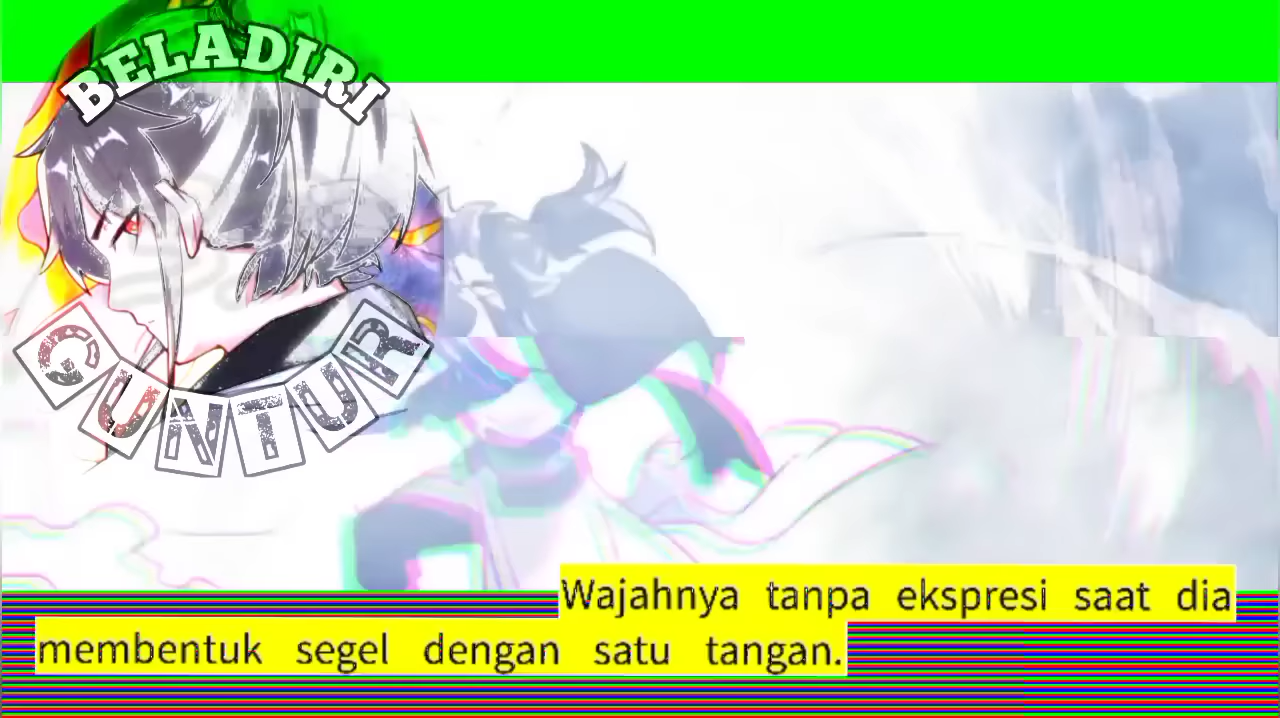 BELADIRI
GUNTUR
Wajahnya tanpa ekspresi saat dia
membentuk segel dengan satu tangan.